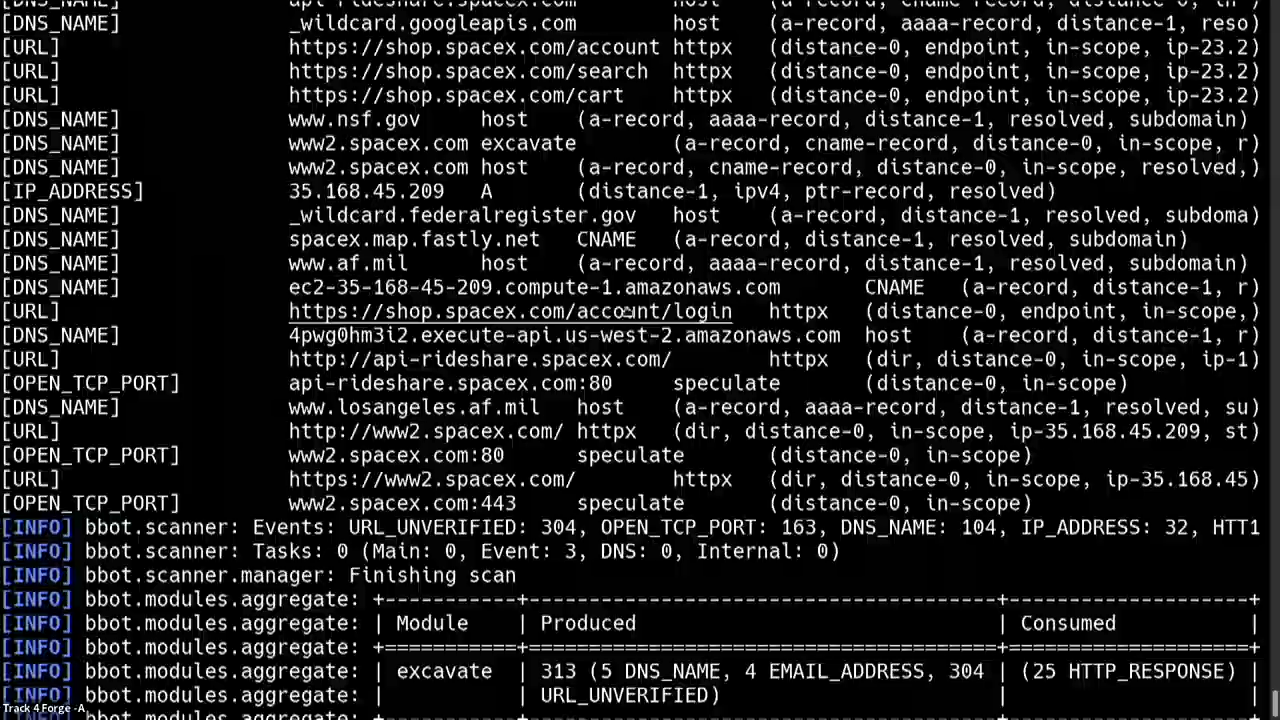 [DNS_NAME] _wildcard.googleapis.com host (a-record, aaaa-record, distance-1, reso)
[URL] https://shop.spacex.com/account httpx (distance-0, endpoint, in-scope, ip-23.2)
[URL] https://shop.spacex.com/search httpx (distance-0, endpoint, in-scope, ip-23.2)
[URL] https://shop.spacex.com/cart httpx (distance-0, endpoint, in-scope, ip-23.2)
[DNS_NAME] www.nsf.gov host (a-record, aaaa-record, distance-1, resolved, subdomain)
[DNS_NAME] www2.spacex.com excavate (a-record, cname-record, distance-0, in-scope, r)
[DNS_NAME] www2.spacex.com host (a-record, cname-record, distance-0, in-scope, resolved,)
[IP_ADDRESS] 35.168.45.209 A (distance-1, ipv4, ptr-record, resolved)
[DNS_NAME] _wildcard.federalregister.gov host (a-record, distance-1, resolved, subdoma)
[DNS_NAME] spacex.map.fastly.net CNAME (a-record, distance-1, resolved, subdomain)
[DNS_NAME] www.af.mil host (a-record, aaaa-record, distance-1, resolved, subdomain)
[DNS_NAME] ec2-35-168-45-209.compute-1.amazonaws.com CNAME (a-record, distance-1, r)
[URL] https://shop.spacex.com/account/login httpx (distance-0, endpoint, in-scope, ip-2)
[DNS_NAME] 4pwg0hm3i2.execute-api.us-west-2.amazonaws.com host (a-record, distance-1, r)
[URL] http://api-rideshare.spacex.com/ httpx (dir, distance-0, in-scope, ip-1)
[OPEN_TCP_PORT] api-rideshare.spacex.com:80 speculate (distance-0, in-scope)
[DNS_NAME] www.losangeles.af.mil host (a-record, aaaa-record, distance-1, resolved, su)
[URL] http://www2.spacex.com/ httpx (dir, distance-0, in-scope, ip-35.168.45.209, st)
[OPEN_TCP_PORT] www2.spacex.com:80 speculate (distance-0, in-scope)
[URL] https://www2.spacex.com/ httpx (dir, distance-0, in-scope, ip-35.168.45)
[OPEN_TCP_PORT] www2.spacex.com:443 speculate (distance-0, in-scope)
[INFO] bbot.scanner: Events: URL_UNVERIFIED: 304, OPEN_TCP_PORT: 163, DNS_NAME: 104, IP_ADDRESS: 32, HTT1
[INFO] bbot.scanner: Tasks: 0 (Main: 0, Event: 3, DNS: 0, Internal: 0)
[INFO] bbot.scanner.manager: Finishing scan
[INFO] bbot.modules.aggregate: +-----------+---------------------------------------+--------------------+
[INFO] bbot.modules.aggregate: | Module | Produced | Consumed |
[INFO] bbot.modules.aggregate: +===========+=======================================+====================+
[INFO] bbot.modules.aggregate: | excavate | 313 (5 DNS_NAME, 4 EMAIL_ADDRESS, 304 | (25 HTTP_RESPONSE) |
[INFO] bbot.modules.aggregate: | | URL_UNVERIFIED) | |
Track 4 Forge -A